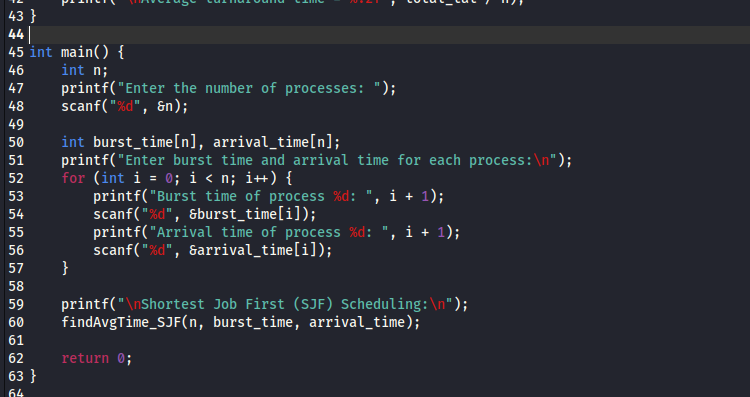 43 }
44
45 int main() {
46     int n;
47     printf("Enter the number of processes: ");
48     scanf("%d", &n);
49
50     int burst_time[n], arrival_time[n];
51     printf("Enter burst time and arrival time for each process:\n");
52     for (int i = 0; i < n; i++) {
53         printf("Burst time of process %d: ", i + 1);
54         scanf("%d", &burst_time[i]);
55         printf("Arrival time of process %d: ", i + 1);
56         scanf("%d", &arrival_time[i]);
57     }
58
59     printf("\nShortest Job First (SJF) Scheduling:\n");
60     findAvgTime_SJF(n, burst_time, arrival_time);
61
62     return 0;
63 }
64